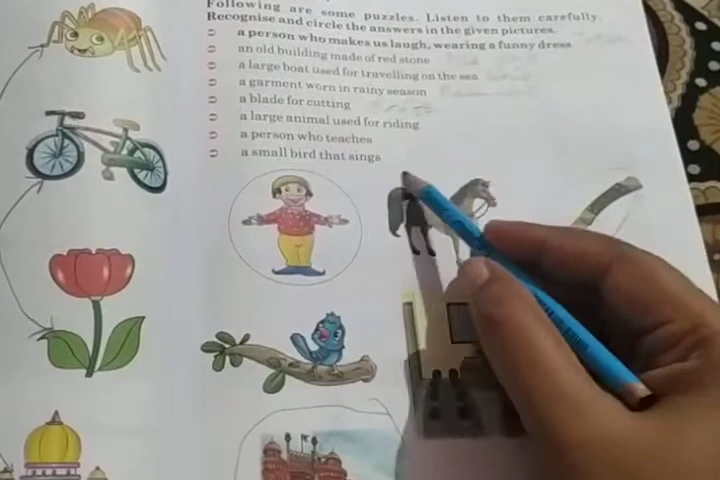 Following are some puzzles. Listen to them carefully.
Recognise and circle the answers in the given pictures.
a person who makes us laugh, wearing a funny dress
an old building made of red stone
a large boat used for travelling on the sea
a garment worn in rainy season
a blade for cutting
a large animal used for riding
a person who teaches
a small bird that sings